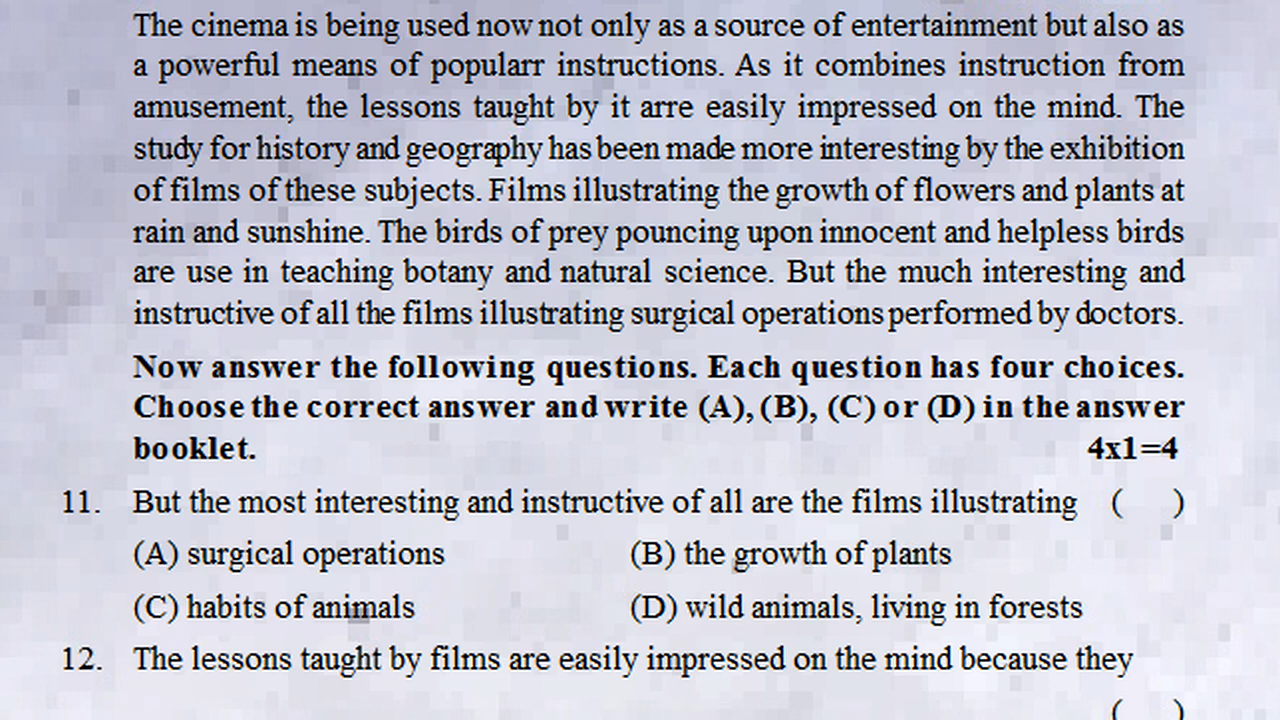 The cinema is being used now not only as a source of entertainment but also as
a powerful means of popularr instructions. As it combines instruction from
amusement, the lessons taught by it arre easily impressed on the mind. The
study for history and geography has been made more interesting by the exhibition
of films of these subjects. Films illustrating the growth of flowers and plants at
rain and sunshine. The birds of prey pouncing upon innocent and helpless birds
are use in teaching botany and natural science. But the much interesting and
instructive of all the films illustrating surgical operations performed by doctors.
Now answer the following questions. Each question has four choices.
Choose the correct answer and write (A), (B), (C) or (D) in the answer
booklet. 4x1=4
11. But the most interesting and instructive of all are the films illustrating ( )
(A) surgical operations (B) the growth of plants
(C) habits of animals (D) wild animals, living in forests
12. The lessons taught by films are easily impressed on the mind because they
( )